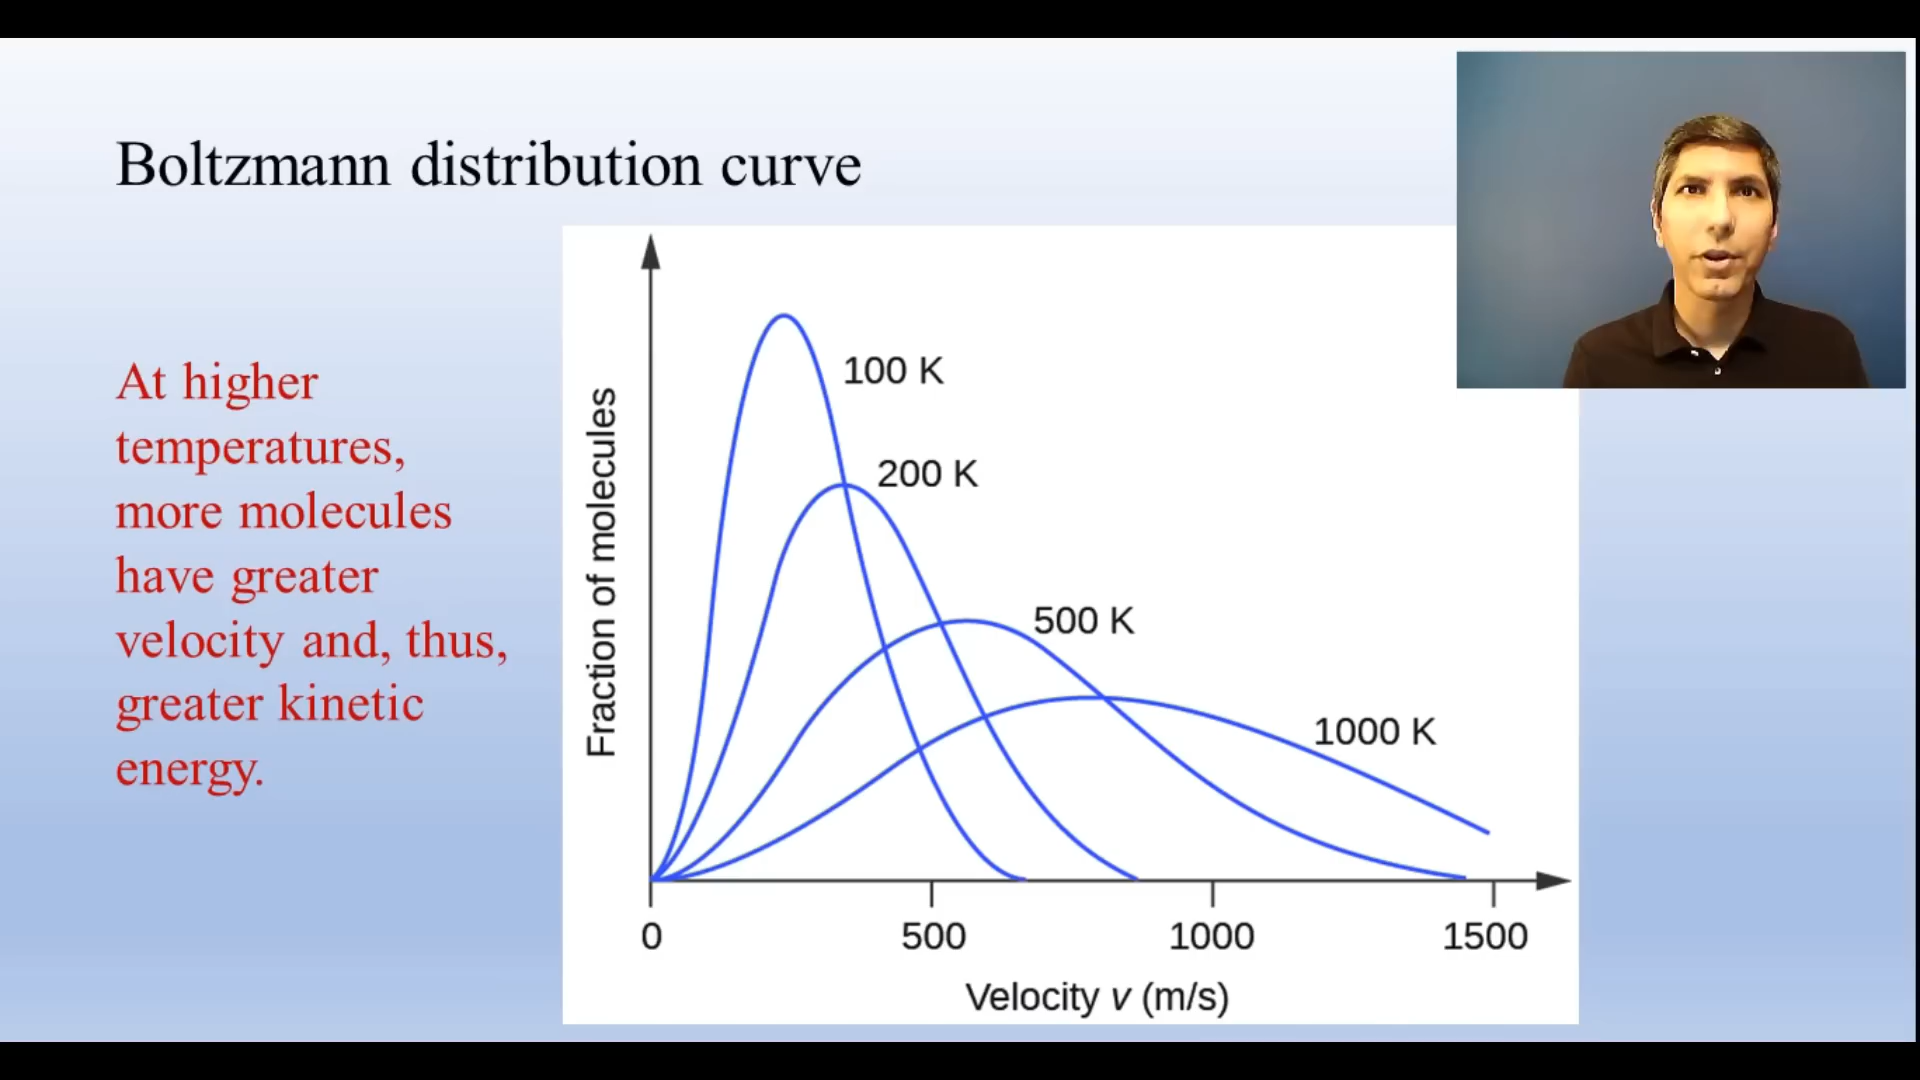 Boltzmann distribution curve
At higher
temperatures,
more molecules
have greater
velocity and, thus,
greater kinetic
energy.
Fraction of molecules
100 K
200 K
500 K
1000 K
0 500 1000 1500
Velocity v (m/s)